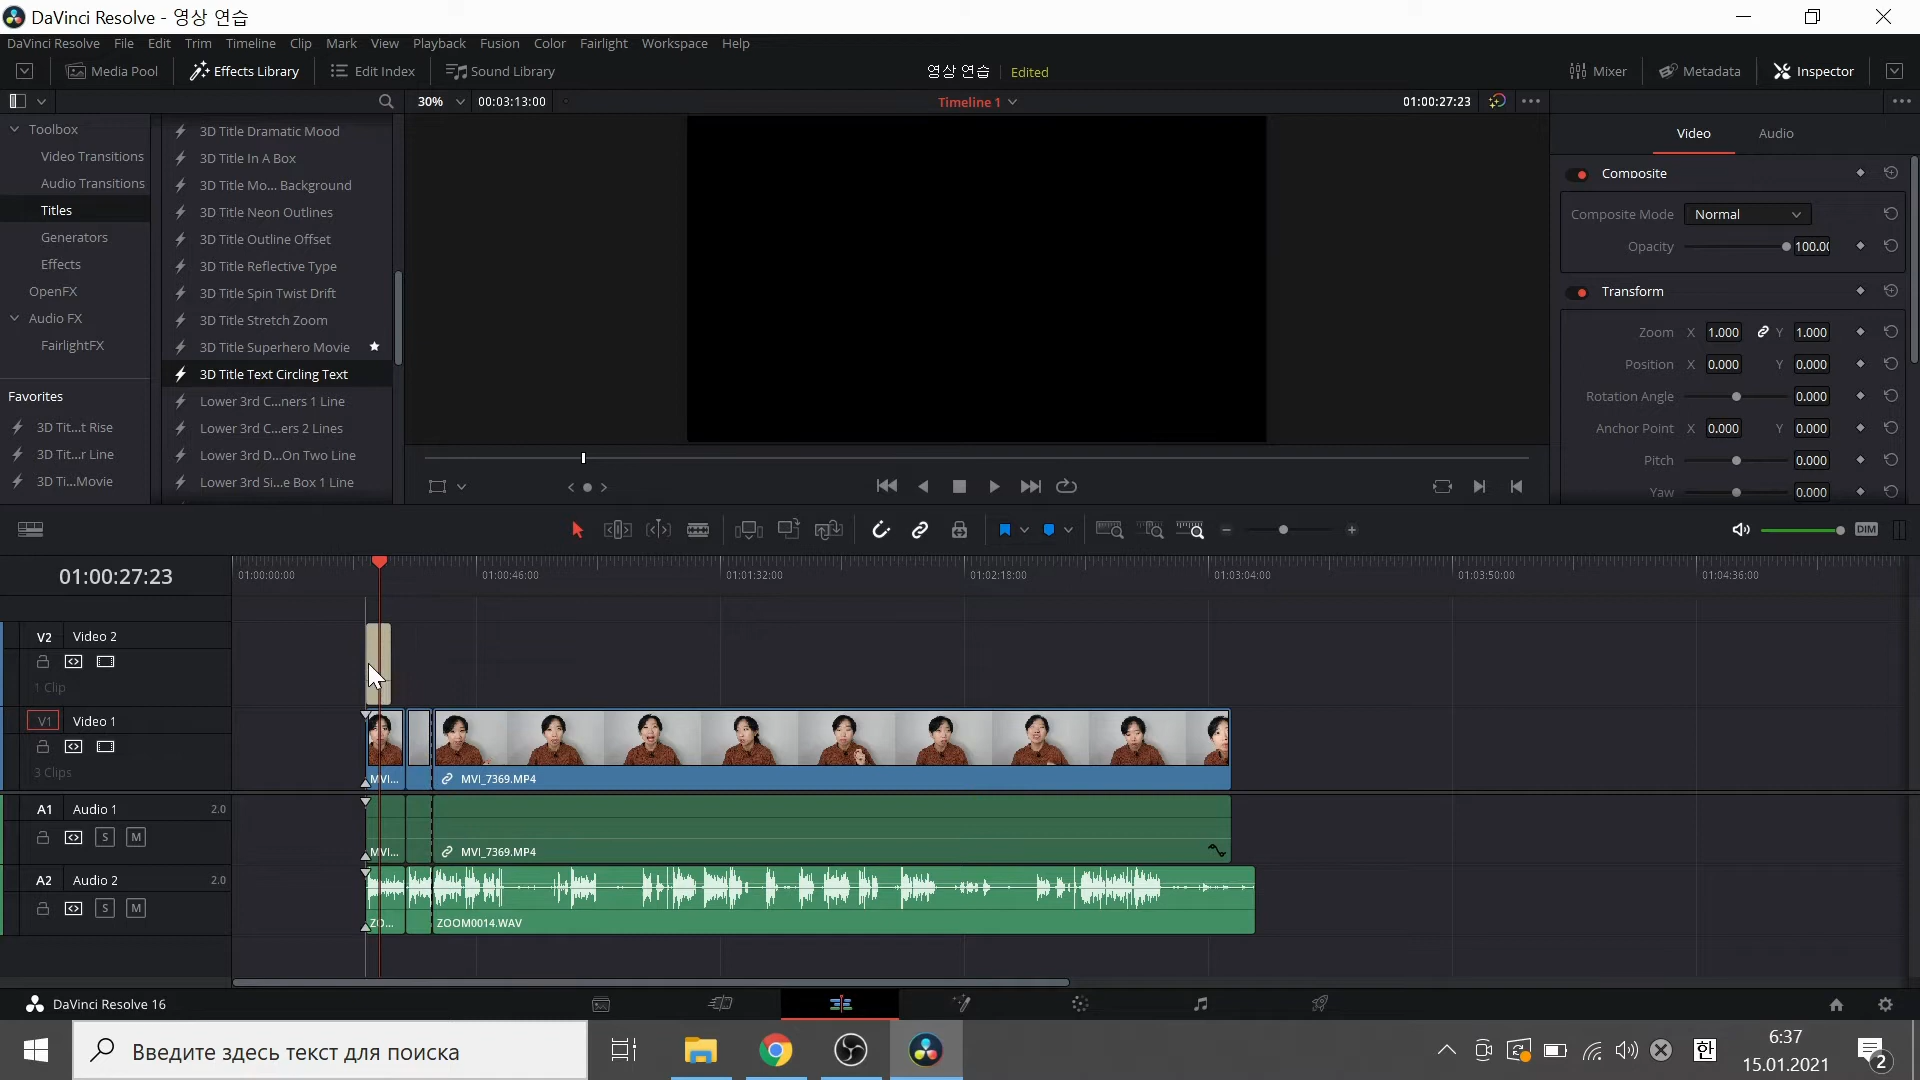 DaVinci Resolve - 영상 연습
DaVinci Resolve File Edit Trim Timeline Clip Mark View Playback Fusion Color Fairlight Workspace Help
Media Pool Effects Library Edit Index Sound Library 영상 연습 Edited Mixer Metadata Inspector
30% 00:03:13:00 Timeline 1 01:00:27:23
Toolbox
Video Transitions
Audio Transitions
Titles
Generators
Effects
OpenFX
Audio FX
FairlightFX
Favorites
3D Tit...t Rise
3D Tit...r Line
3D Ti...Movie
3D Title Dramatic Mood
3D Title In A Box
3D Title Mo... Background
3D Title Neon Outlines
3D Title Outline Offset
3D Title Reflective Type
3D Title Spin Twist Drift
3D Title Stretch Zoom
3D Title Superhero Movie
3D Title Text Circling Text
Lower 3rd C...ners 1 Line
Lower 3rd C...ers 2 Lines
Lower 3rd D...On Two Line
Lower 3rd Si...e Box 1 Line
Video Audio
Composite
Composite Mode Normal
Opacity 100.00
Transform
Zoom X 1.000 Y 1.000
Position X 0.000 Y 0.000
Rotation Angle 0.000
Anchor Point X 0.000 Y 0.000
Pitch 0.000
Yaw 0.000
DIM
01:00:27:23
01:00:00:00 01:00:46:00 01:01:32:00 01:02:18:00 01:03:04:00 01:03:50:00 01:04:36:00
V2 Video 2
1 Clip
V1 Video 1
3 Clips
MVI... MVI_7369.MP4
A1 Audio 1 2.0
S M
MVI... MVI_7369.MP4
A2 Audio 2 2.0
S M
ZO... ZOOM0014.WAV
DaVinci Resolve 16
Введите здесь текст для поиска
한
6:37
15.01.2021
2